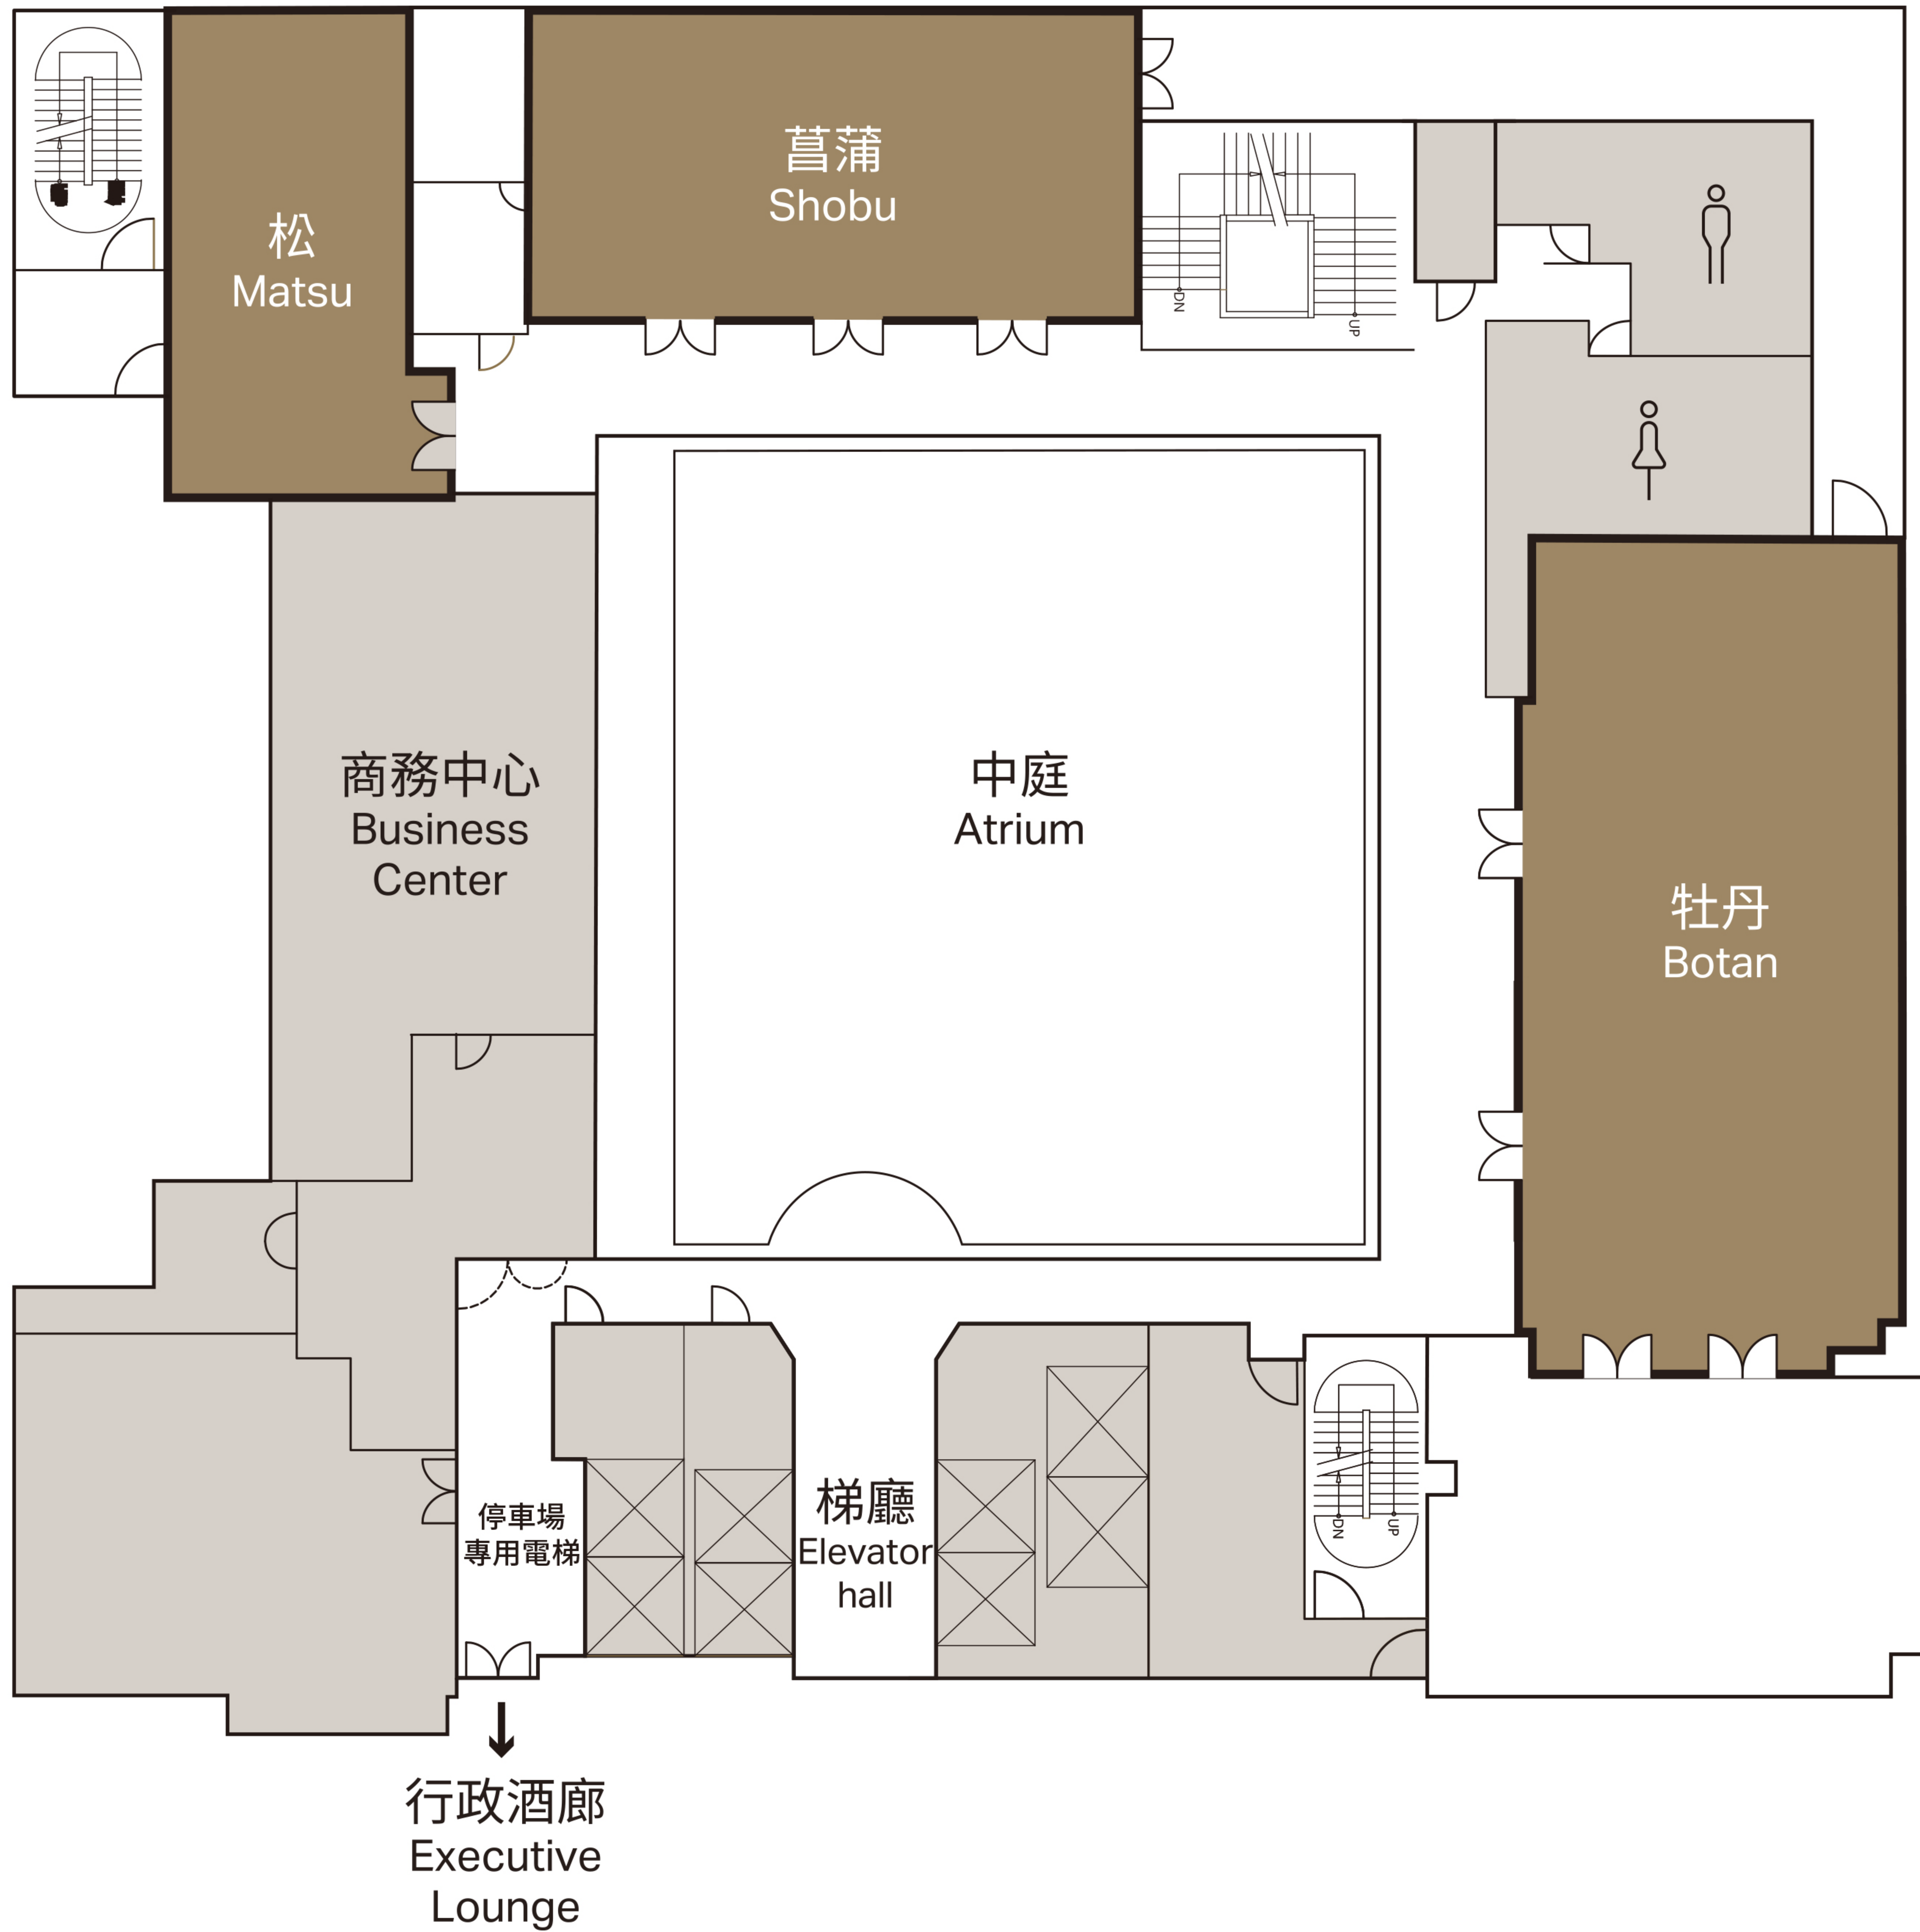 菖蒲
Shobu
松
Matsu
DN
UP
商務中心
Business
Center
中庭
Atrium
牡丹
Botan
停車場
專用電梯
梯廳
Elevator
hall
DN
UP
行政酒廊
Executive
Lounge